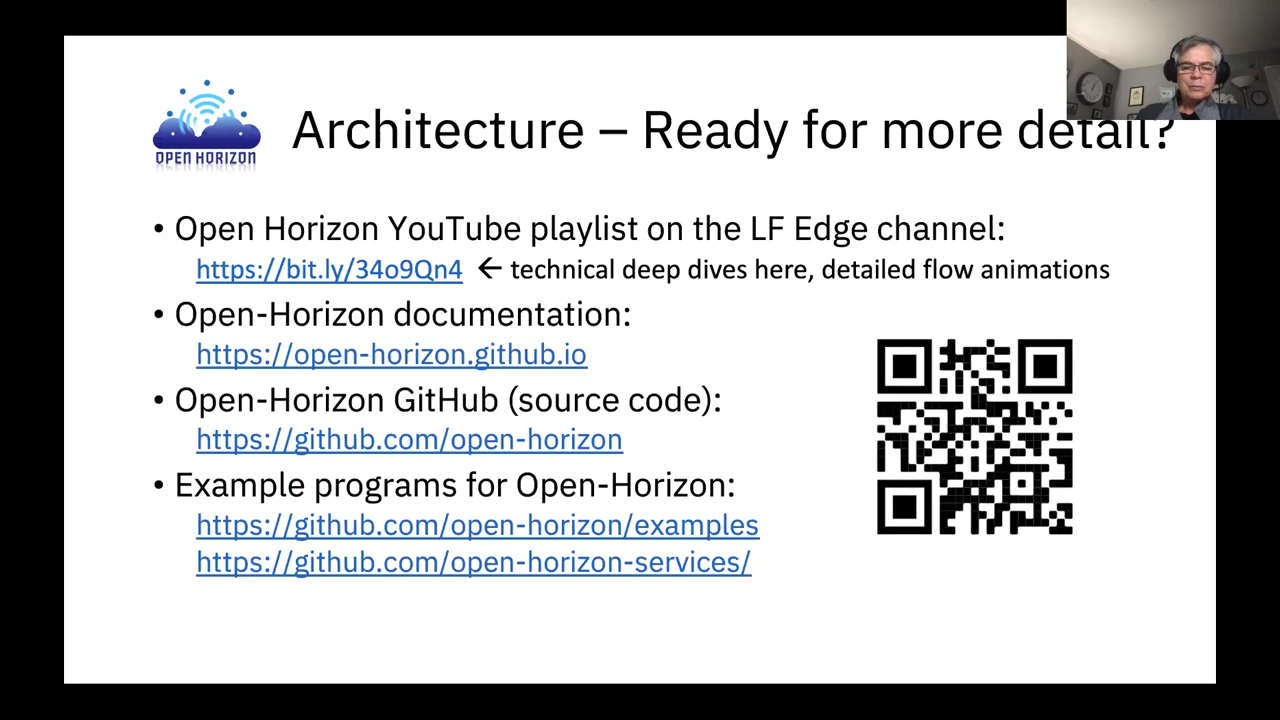 OPEN HORIZON
Architecture – Ready for more detail?
• Open Horizon YouTube playlist on the LF Edge channel:
https://bit.ly/34o9Qn4 ← technical deep dives here, detailed flow animations
• Open-Horizon documentation:
https://open-horizon.github.io
• Open-Horizon GitHub (source code):
https://github.com/open-horizon
• Example programs for Open-Horizon:
https://github.com/open-horizon/examples
https://github.com/open-horizon-services/